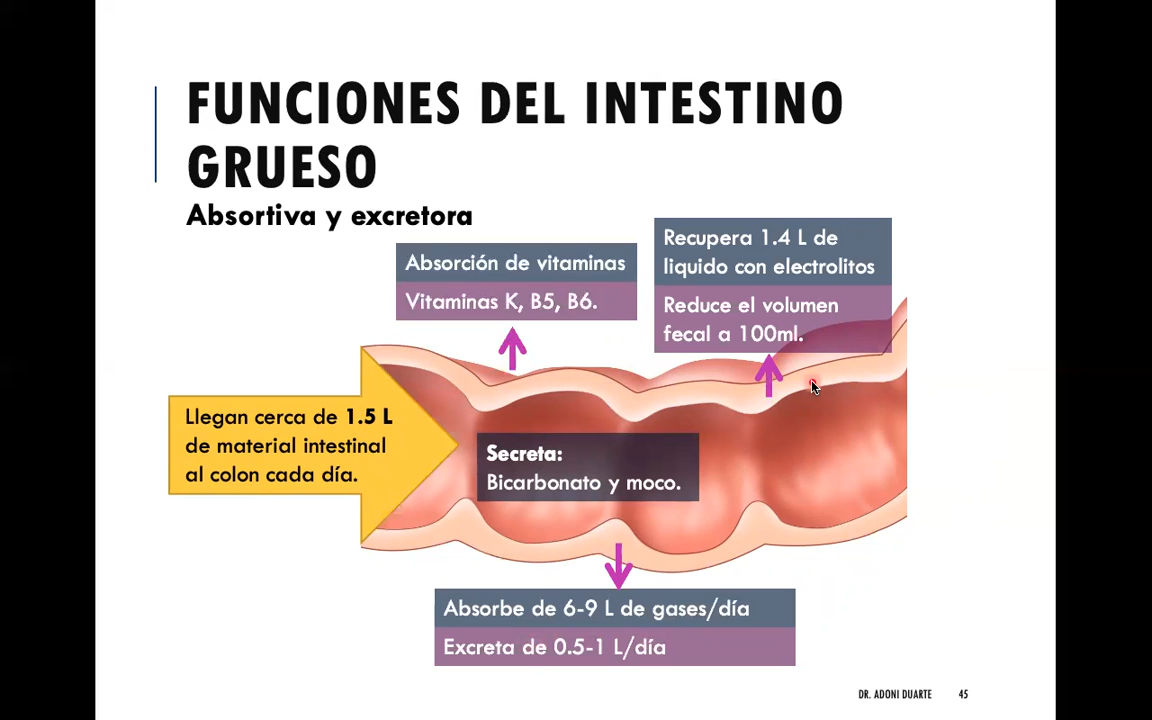 FUNCIONES DEL INTESTINO
GRUESO
Absortiva y excretora
Absorción de vitaminas
Vitaminas K, B5, B6.
Recupera 1.4 L de
liquido con electrolitos
Reduce el volumen
fecal a 100ml.
Llegan cerca de 1.5 L
de material intestinal
al colon cada día.
Secreta:
Bicarbonato y moco.
Absorbe de 6-9 L de gases/día
Excreta de 0.5-1 L/día
DR. ADONI DUARTE 45